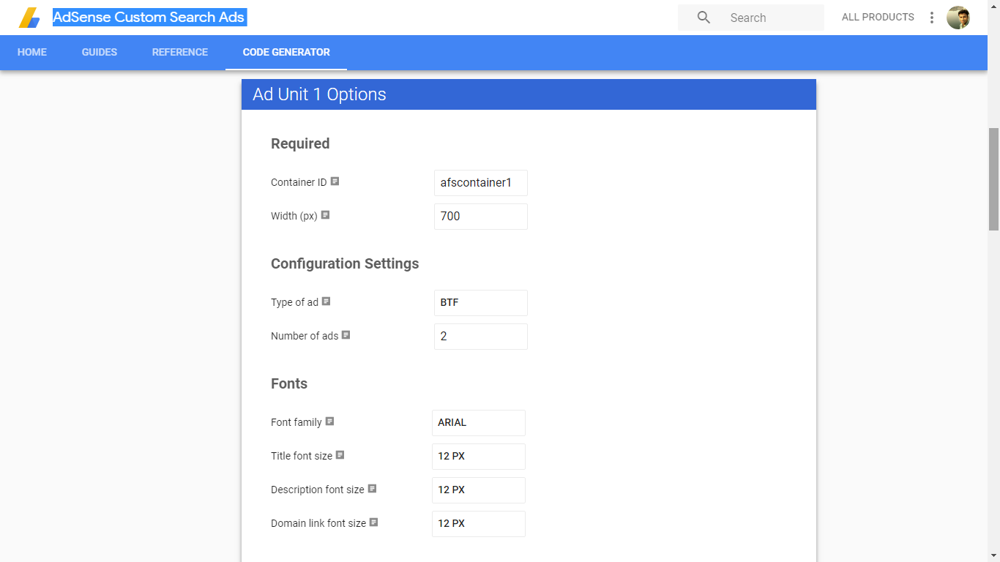 AdSense Custom Search Ads
Search
ALL PRODUCTS
HOME GUIDES REFERENCE CODE GENERATOR
Ad Unit 1 Options
Required
Container ID afscontainer1
Width (px) 700
Configuration Settings
Type of ad BTF
Number of ads 2
Fonts
Font family ARIAL
Title font size 12 PX
Description font size 12 PX
Domain link font size 12 PX